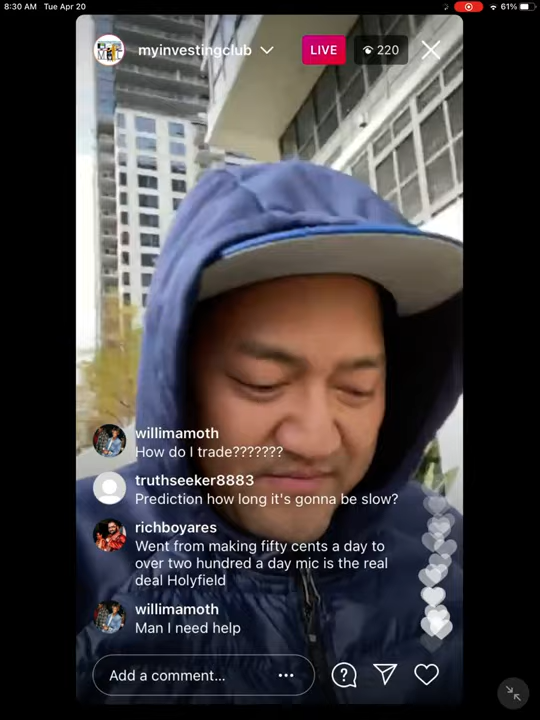 8:30 AM Tue Apr 20
61%
myinvestingclub
LIVE
220
willimamoth
How do I trade???????
truthseeker8883
Prediction how long it's gonna be slow?
richboyares
Went from making fifty cents a day to
over two hundred a day mic is the real
deal Holyfield
willimamoth
Man I need help
Add a comment...